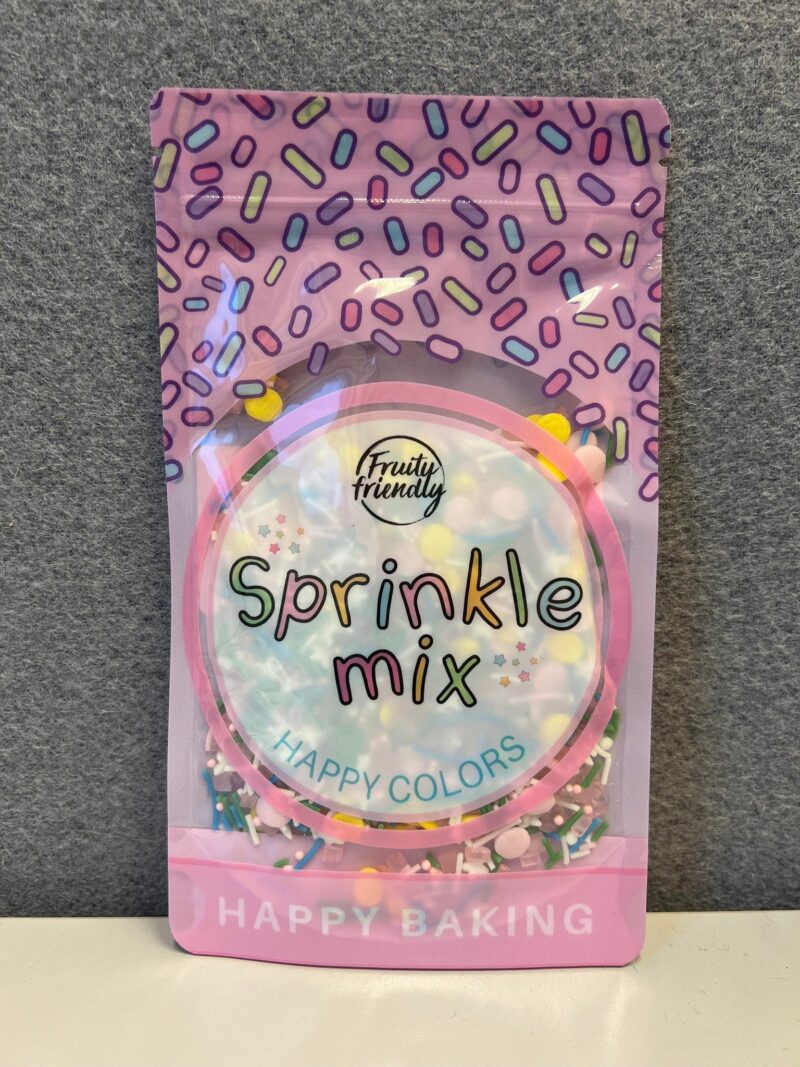 Fruity
friendly
Sprinkle
mix
HAPPY COLORS
HAPPY BAKING